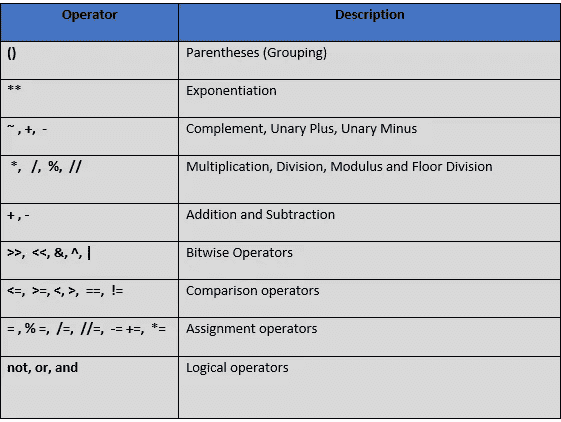 Operator Description
() Parentheses (Grouping)
** Exponentiation
~ , +, - Complement, Unary Plus, Unary Minus
*, /, %, // Multiplication, Division, Modulus and Floor Division
+ , - Addition and Subtraction
>>, <<, &, ^, | Bitwise Operators
<=, >=, <, >, ==, != Comparison operators
= , % =, /=, //=, -= +=, *= Assignment operators
not, or, and Logical operators